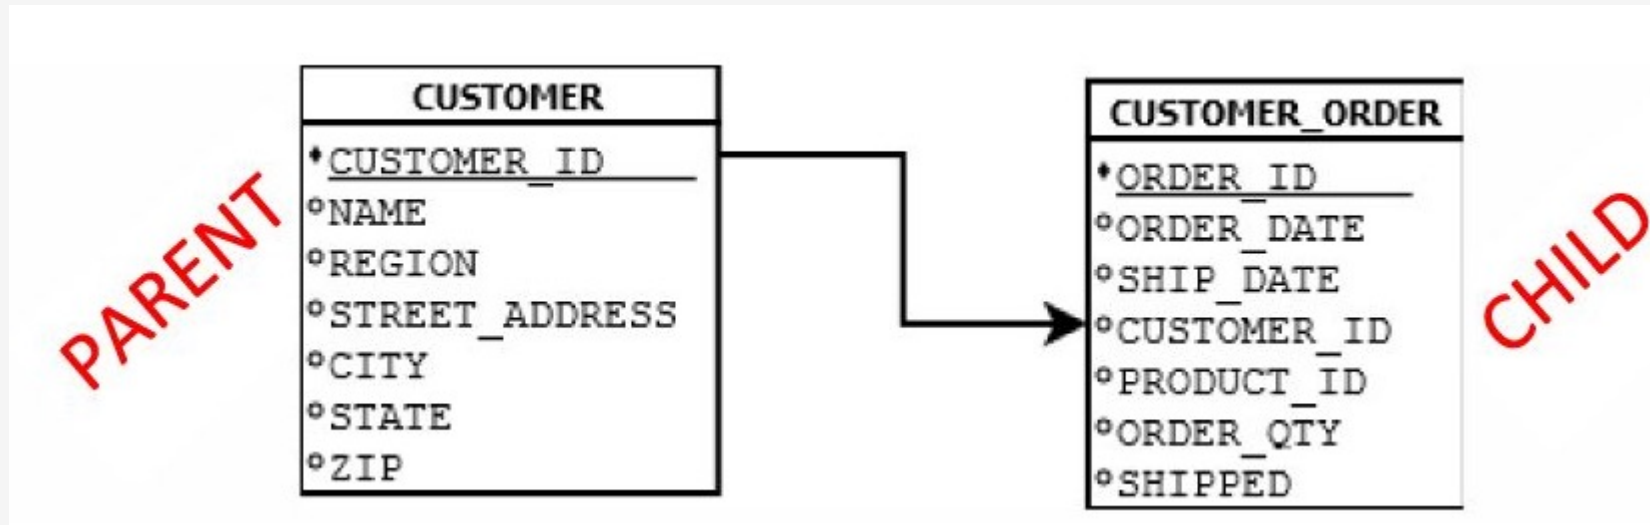 PARENT
CUSTOMER
CUSTOMER_ID
NAME
REGION
STREET_ADDRESS
CITY
STATE
ZIP
CUSTOMER_ORDER
ORDER_ID
ORDER_DATE
SHIP_DATE
CUSTOMER_ID
PRODUCT_ID
ORDER_QTY
SHIPPED
CHILD